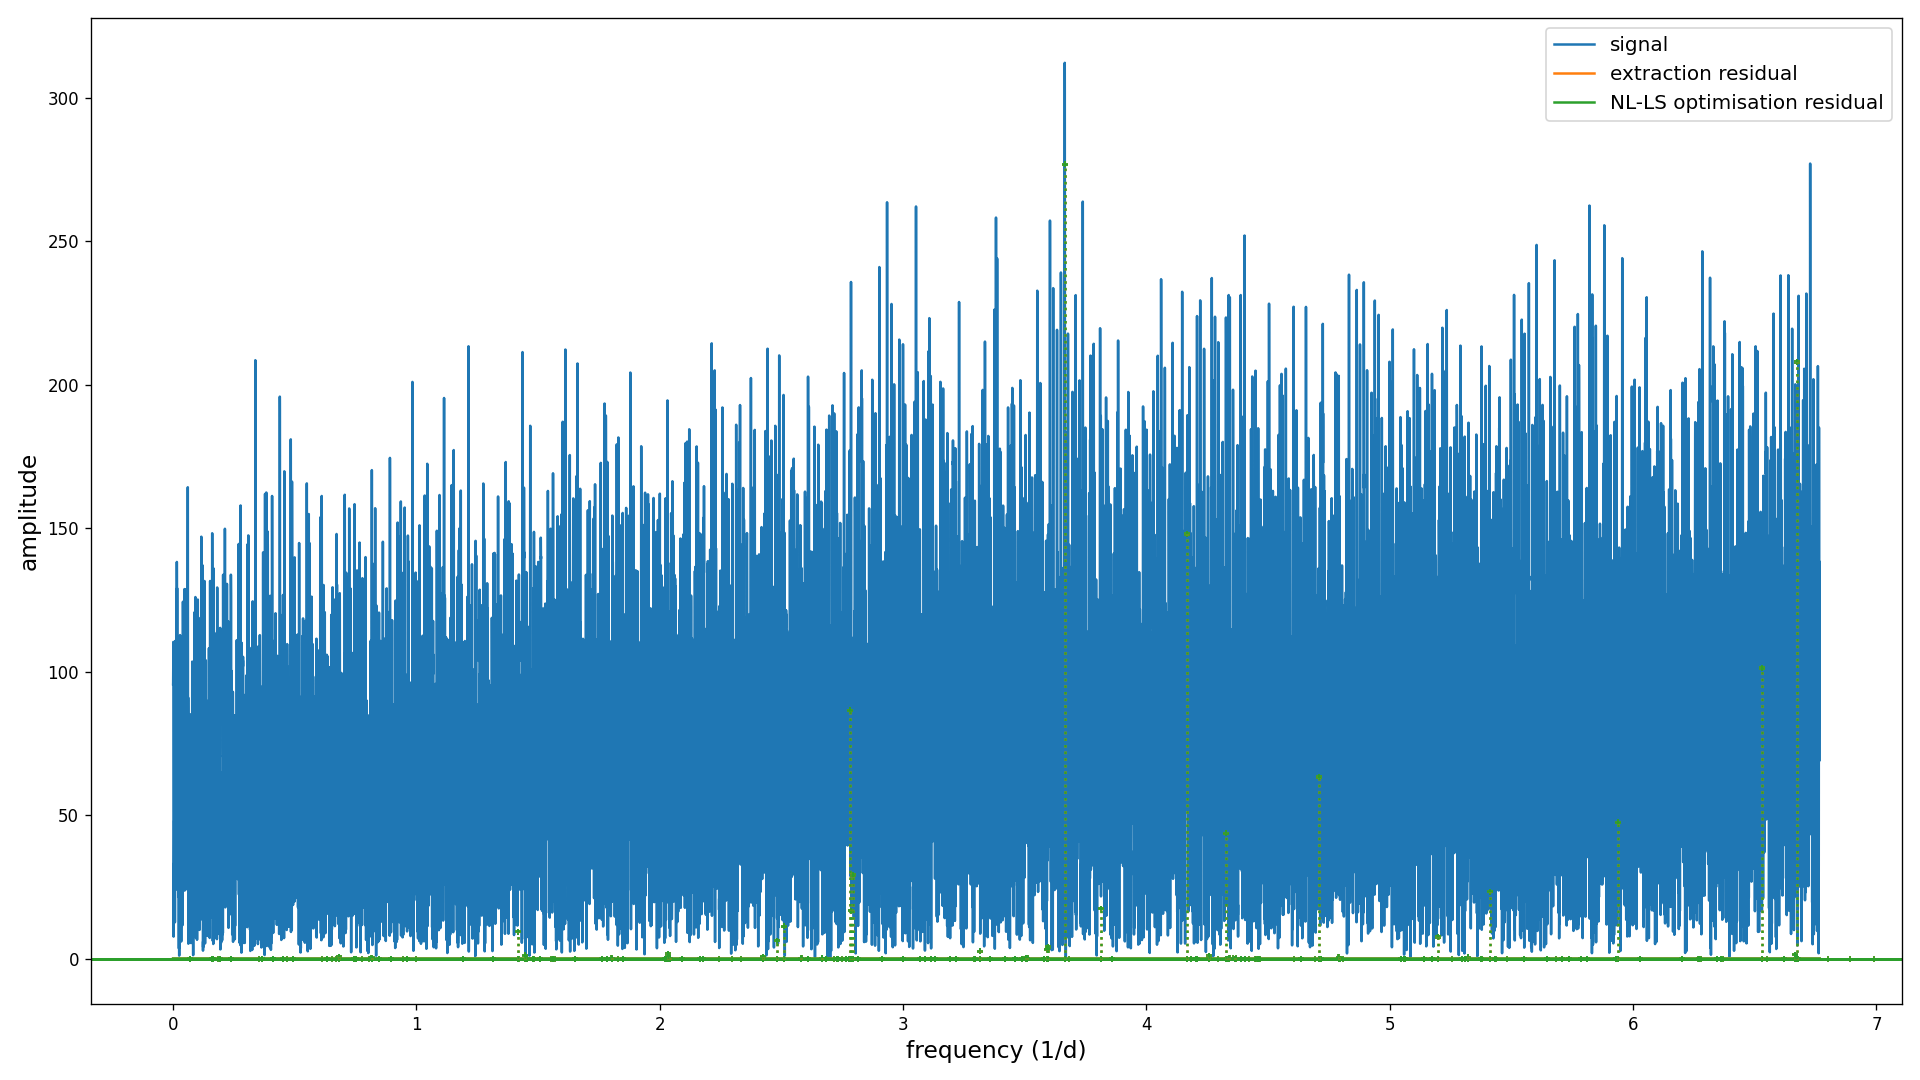 signal
extraction residual
NL-LS optimisation residual
300
250
200
150
100
50
0
amplitude
0 1 2 3 4 5 6 7
frequency (1/d)